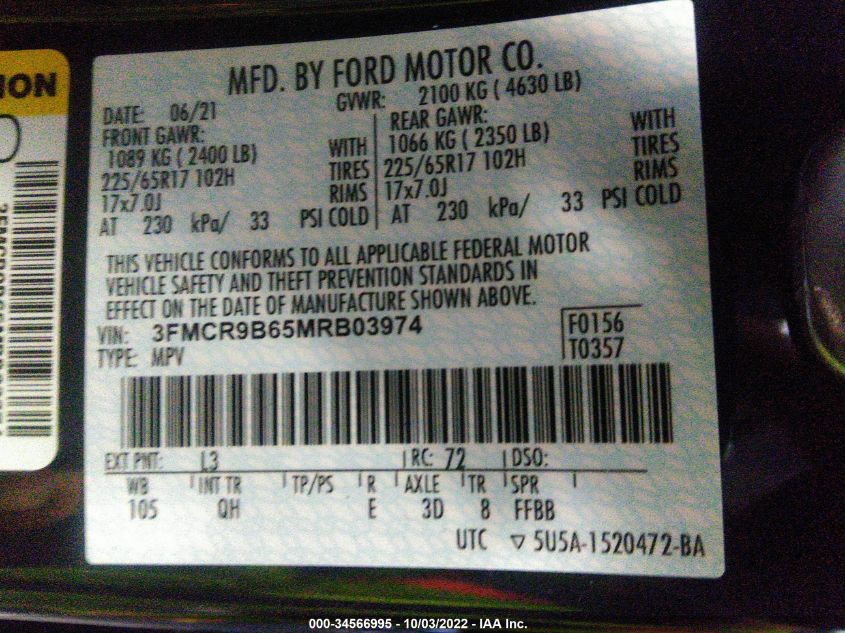 ION
MFD. BY FORD MOTOR CO.
DATE: 06/21 GVWR: 2100 KG ( 4630 LB)
FRONT GAWR: REAR GAWR:
1089 KG ( 2400 LB) WITH 1066 KG ( 2350 LB) WITH
225/65R17 102H TIRES 225/65R17 102H TIRES
17x7.0J RIMS 17x7.0J RIMS
AT 230 kPa/ 33 PSI COLD AT 230 kPa/ 33 PSI COLD
THIS VEHICLE CONFORMS TO ALL APPLICABLE FEDERAL MOTOR
VEHICLE SAFETY AND THEFT PREVENTION STANDARDS IN
EFFECT ON THE DATE OF MANUFACTURE SHOWN ABOVE.
VIN: 3FMCR9B65MRB03974 F0156
TYPE: MPV T0357
EXT PNT: L3 RC: 72 DSO:
WB INT TR TP/PS R AXLE TR SPR
105 QH E 3D 8 FFBB
UTC ▽ 5U5A-1520472-BA
000-34566995 - 10/03/2022 - IAA Inc.